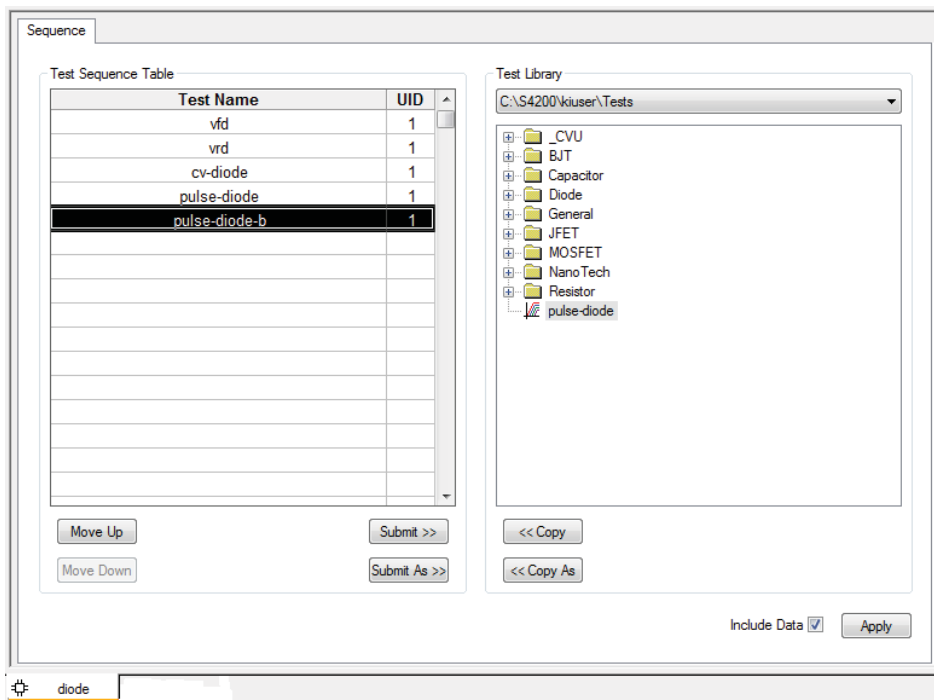 Sequence
Test Sequence Table
Test Name UID
vfd 1
vrd 1
cv-diode 1
pulse-diode 1
pulse-diode-b 1
Move Up Submit >>
Move Down Submit As >>
Test Library
C:\S4200\kiuser\Tests
_CVU
BJT
Capacitor
Diode
General
JFET
MOSFET
NanoTech
Resistor
pulse-diode
<< Copy
<< Copy As
Include Data Apply
diode